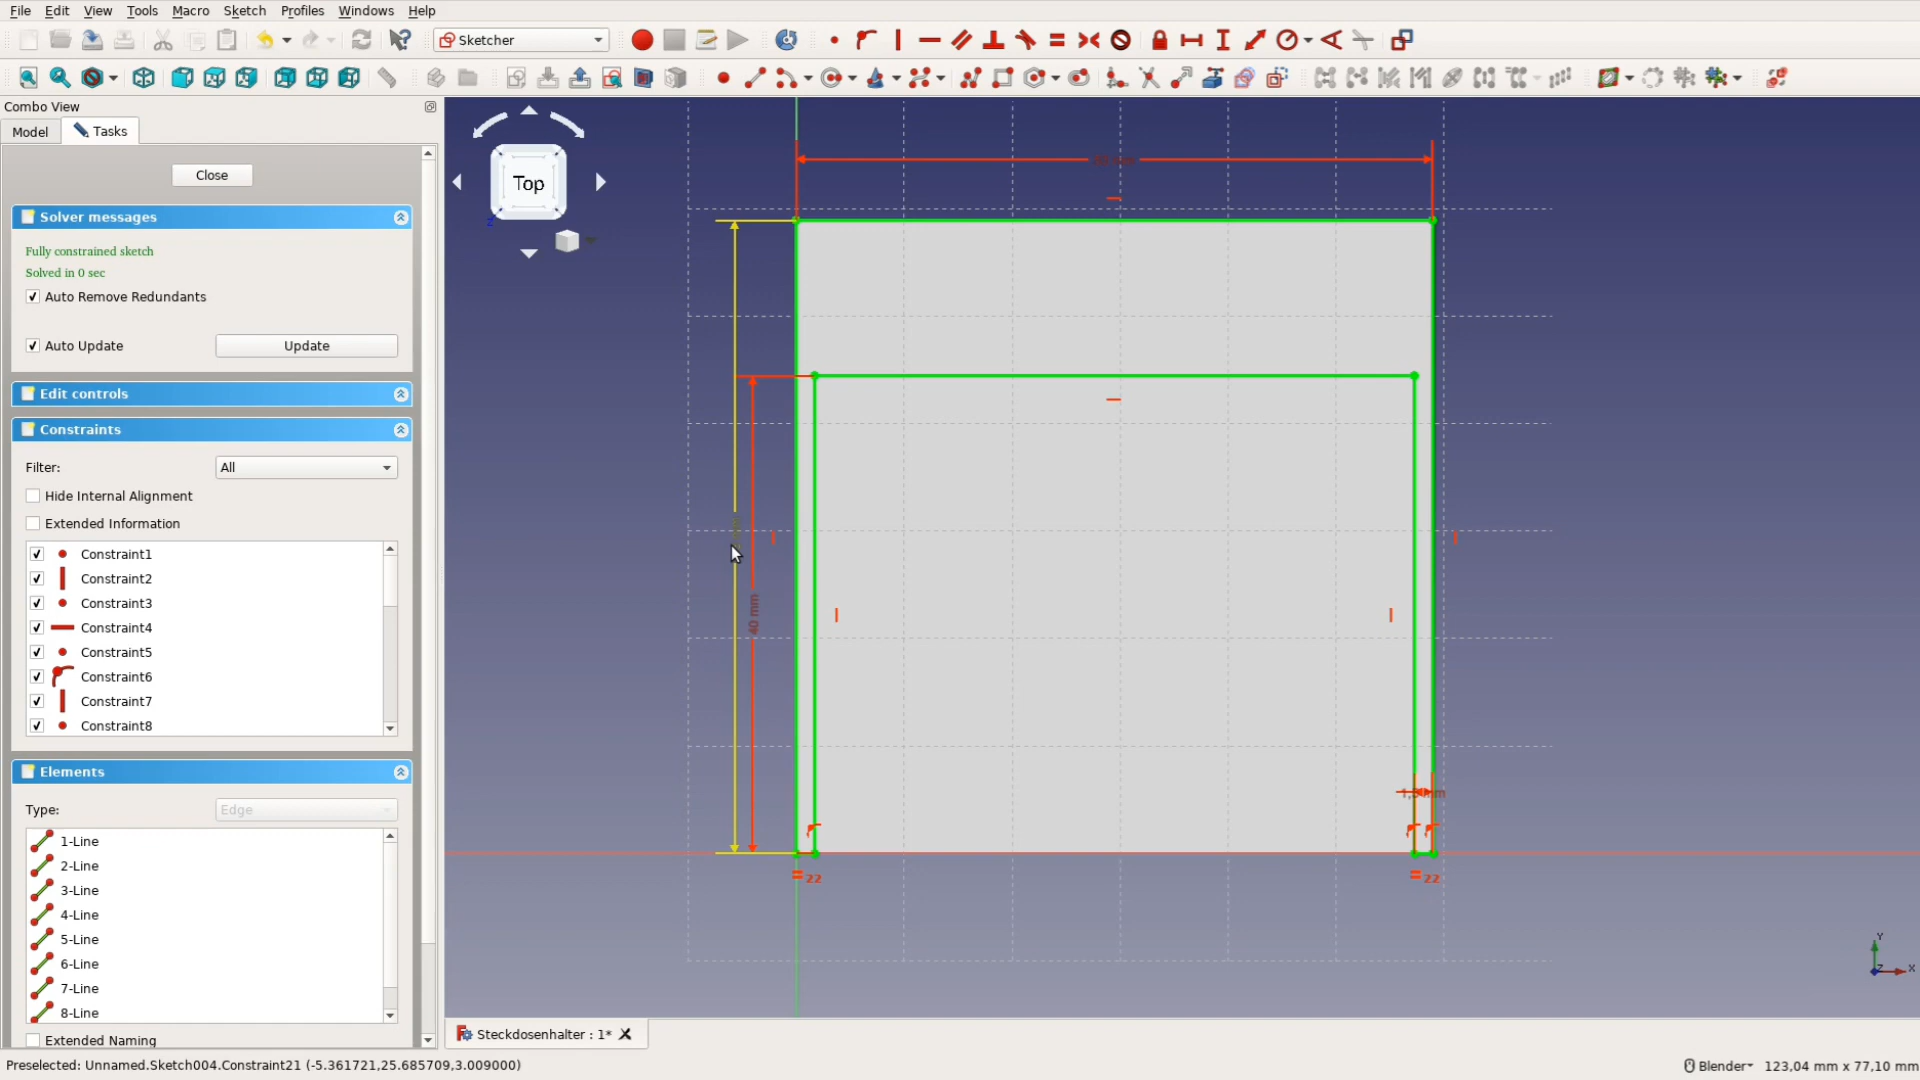 File Edit View Tools Macro Sketch Profiles Windows Help
Sketcher
Combo View
Model Tasks
Close
Solver messages
Fully constrained sketch
Solved in 0 sec
Auto Remove Redundants
Auto Update Update
Edit controls
Constraints
Filter: All
Hide Internal Alignment
Extended Information
Constraint1
Constraint2
Constraint3
Constraint4
Constraint5
Constraint6
Constraint7
Constraint8
Elements
Type: Edge
1-Line
2-Line
3-Line
4-Line
5-Line
6-Line
7-Line
8-Line
Extended Naming
Top
Z
40 mm
= 22
= 22
Y
Z
X
Steckdosenhalter : 1*
Preselected: Unnamed.Sketch004.Constraint21 (-5.361721,25.685709,3.009000)
Blender 123,04 mm x 77,10 mm